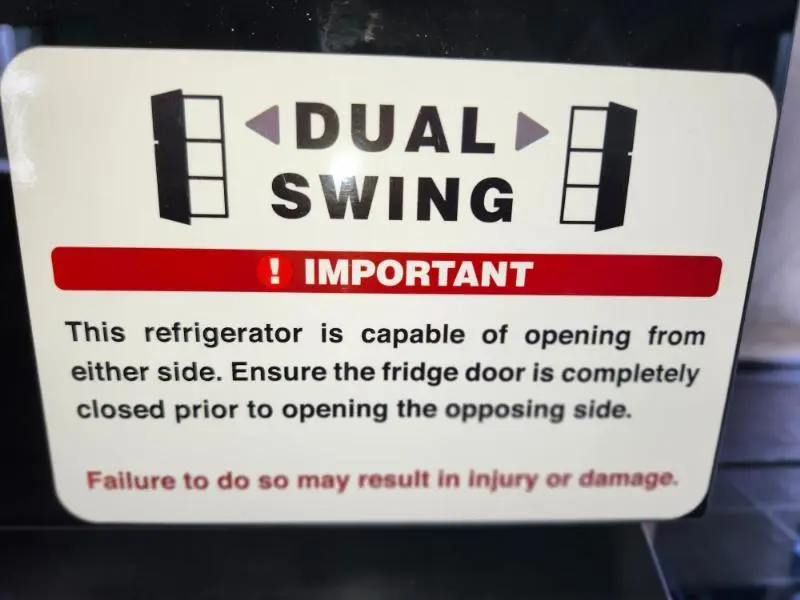 DUAL
SWING
! IMPORTANT
This refrigerator is capable of opening from
either side. Ensure the fridge door is completely
closed prior to opening the opposing side.
Failure to do so may result in injury or damage.